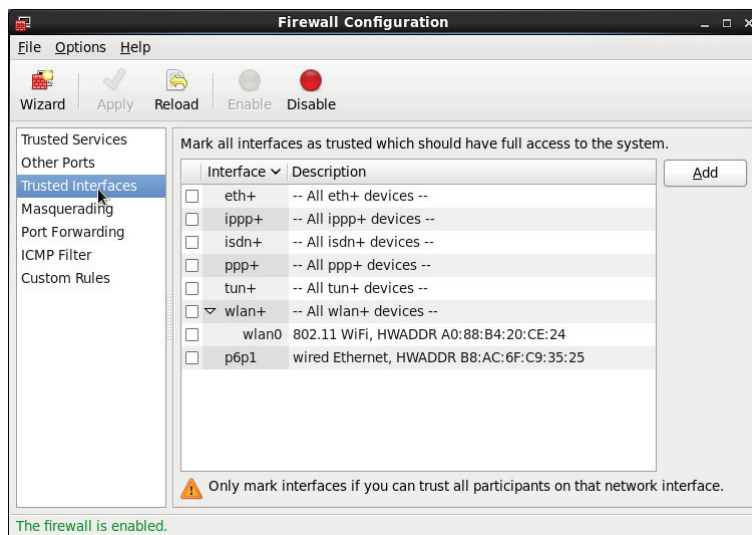 Firewall Configuration
File Options Help
Wizard Apply Reload Enable Disable
Trusted Services
Other Ports
Trusted Interfaces
Masquerading
Port Forwarding
ICMP Filter
Custom Rules
Mark all interfaces as trusted which should have full access to the system.
Interface Description
eth+ -- All eth+ devices --
ippp+ -- All ippp+ devices --
isdn+ -- All isdn+ devices --
ppp+ -- All ppp+ devices --
tun+ -- All tun+ devices --
wlan+ -- All wlan+ devices --
wlan0 802.11 WiFi, HWADDR A0:88:B4:20:CE:24
p6p1 wired Ethernet, HWADDR B8:AC:6F:C9:35:25
Add
Only mark interfaces if you can trust all participants on that network interface.
The firewall is enabled.